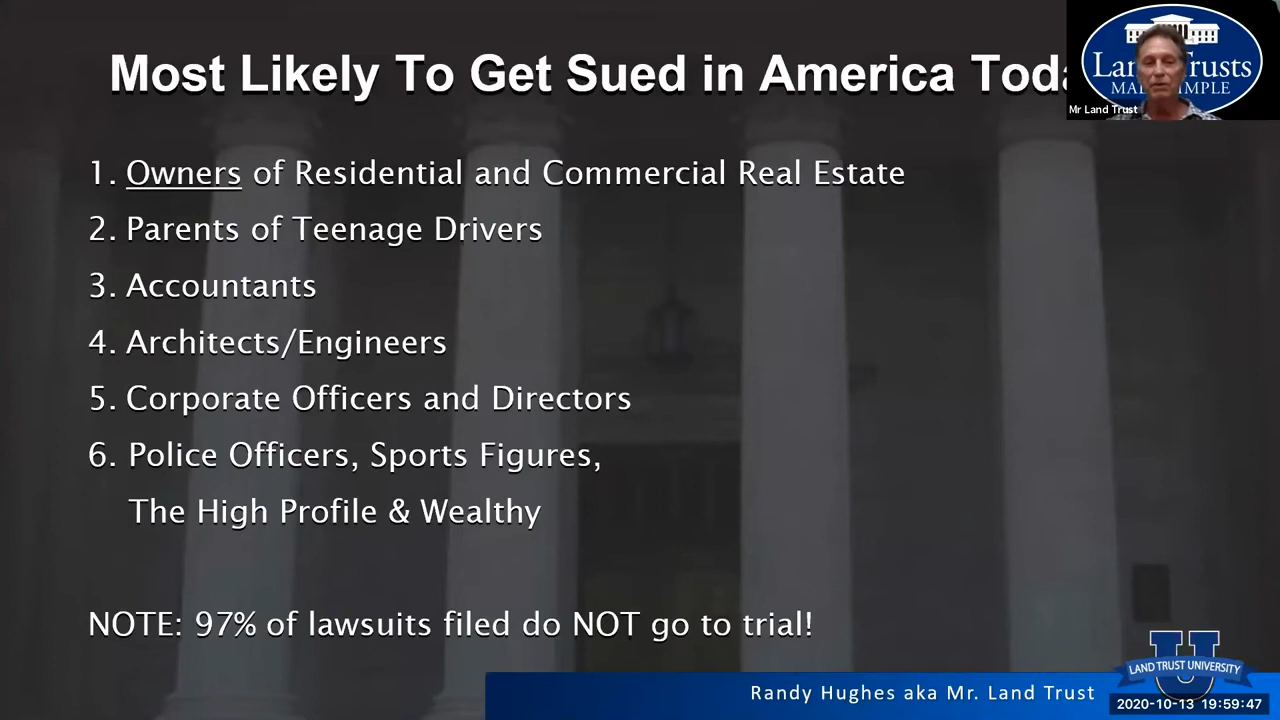 Most Likely To Get Sued in America Toda
Land Trusts
MADE SIMPLE
Mr Land Trust
1. Owners of Residential and Commercial Real Estate
2. Parents of Teenage Drivers
3. Accountants
4. Architects/Engineers
5. Corporate Officers and Directors
6. Police Officers, Sports Figures,
The High Profile & Wealthy
NOTE: 97% of lawsuits filed do NOT go to trial!
Randy Hughes aka Mr. Land Trust
U
LAND TRUST UNIVERSITY
2020-10-13 19:59:47